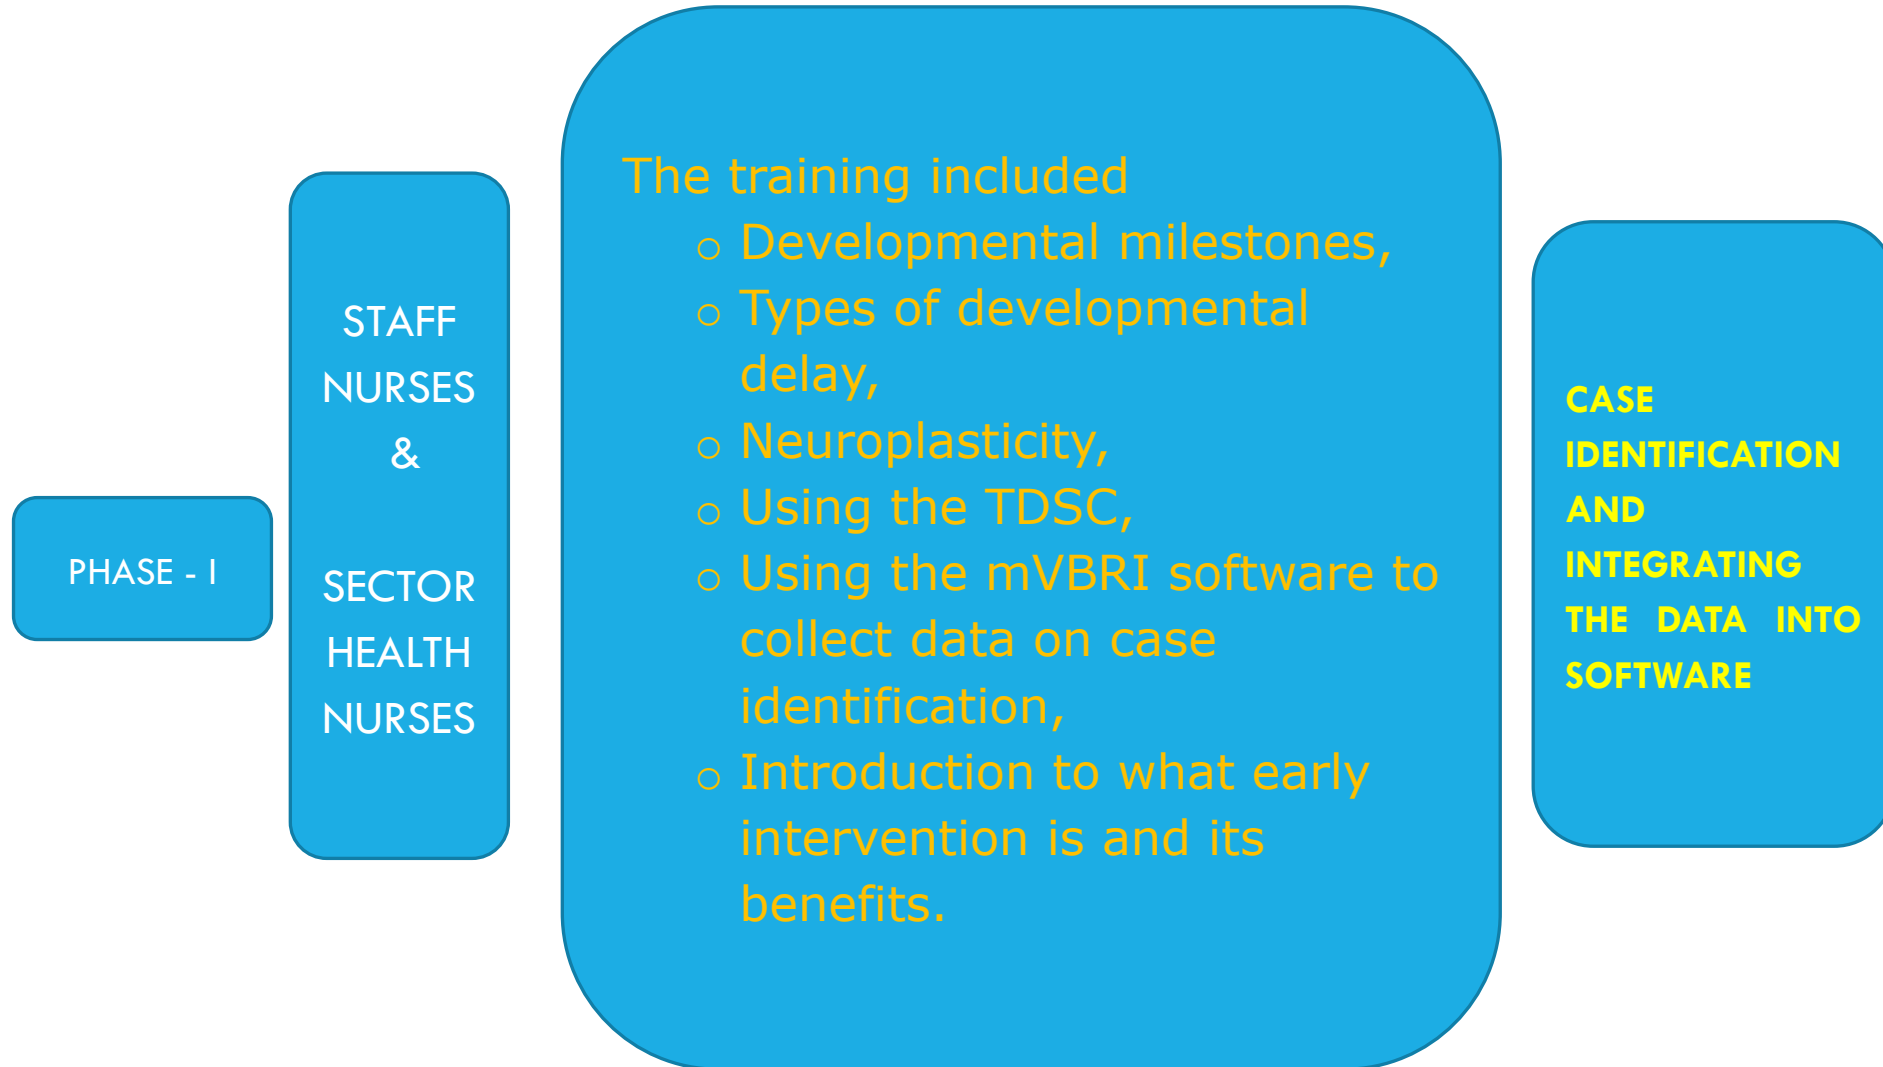 PHASE - I
STAFF
NURSES
&
SECTOR
HEALTH
NURSES
The training included
o Developmental milestones,
o Types of developmental
delay,
o Neuroplasticity,
o Using the TDSC,
o Using the mVBRI software to
collect data on case
identification,
o Introduction to what early
intervention is and its
benefits.
CASE
IDENTIFICATION
AND
INTEGRATING
THE DATA INTO
SOFTWARE